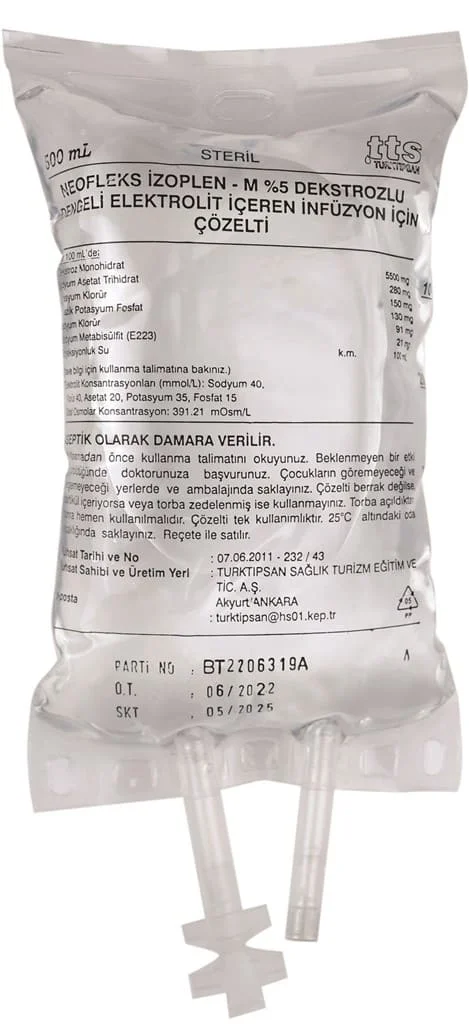 500 mL
STERİL
tts
TURKTIPSAN
NEOFLEKS İZOPLEN - M %5 DEKSTROZLU
DENGELİ ELEKTROLİT İÇEREN İNFÜZYON İÇİN
ÇÖZELTİ
100 mL'de;
Monohidrat 5500 mg
Asetat Trihidrat 280 mg
Klorür 150 mg
Potasyum Fosfat 130 mg
Klorür 91 mg
Metabisülfit (E223) 21 mg
Su k.m. 100 mL
bilgi için kullanma talimatına bakınız.)
Konsantrasyonları (mmol/L): Sodyum 40,
40, Asetat 20, Potasyum 35, Fosfat 15
Osmolar Konsantrasyon: 391.21 mOsm/L
10
ASEPTİK OLARAK DAMARA VERİLİR.
önce kullanma talimatını okuyunuz. Beklenmeyen bir etki
doktorunuza başvurunuz. Çocukların göremeyeceği ve
yerlerde ve ambalajında saklayınız. Çözelti berrak değilse,
içeriyorsa veya torba zedelenmiş ise kullanmayınız. Torba açıldıktan
hemen kullanılmalıdır. Çözelti tek kullanımlıktır. 25°C altındaki oda
saklayınız. Reçete ile satılır.
Tarihi ve No : 07.06.2011 - 232 / 43
Sahibi ve Üretim Yeri : TURKTIPSAN SAĞLIK TURİZM EĞİTİM VE
TİC. A.Ş.
Akyurt/ANKARA
: turktipsan@hs01.kep.tr
05
PP
PARTİ NO : BT2206319A
A
Ü.T. : 06/2022
SKT : 05/2025